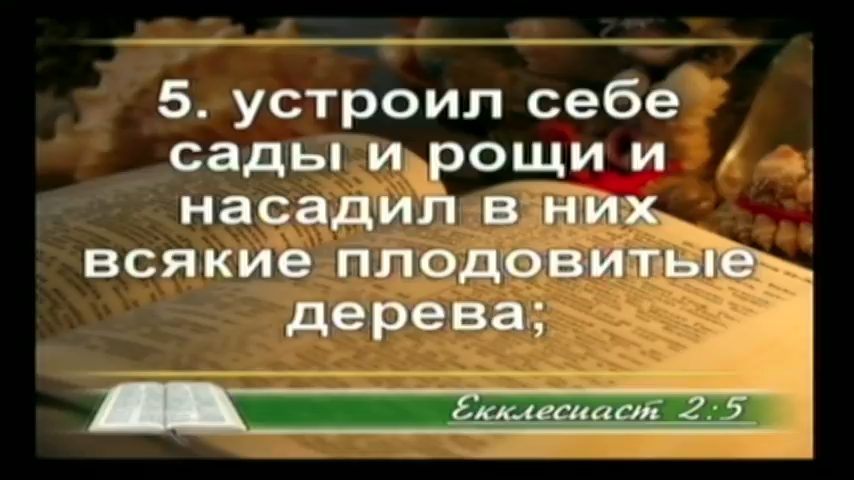 5. устроил себе
сады и рощи и
насадил в них
всякие плодовитые
дерева;
Екклесиаст 2:5